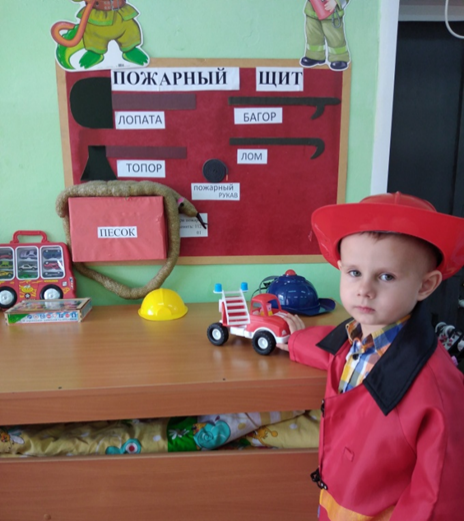 ПОЖАРНЫЙ ЩИТ
ЛОПАТА
БАГОР
ТОПОР
ЛОМ
пожарный
РУКАВ
ПЕСОК